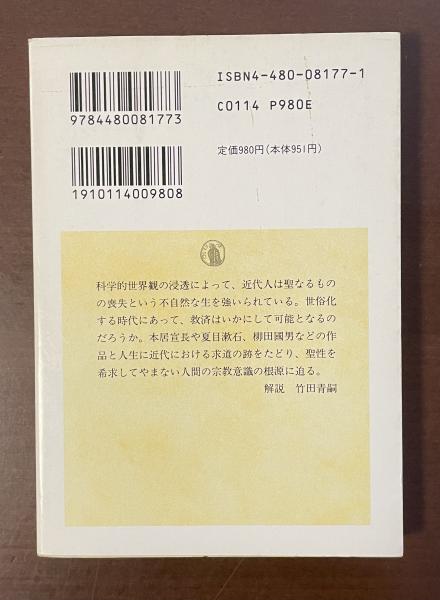 ISBN4-480-08177-1
C0114 P980E
9784480081773
定価980円(本体951円)
1910114009808
科学的世界観の浸透によって、近代人は聖なるもの
の喪失という不自然な生を強いられている。世俗化
する時代にあって、救済はいかにして可能となるの
だろうか。本居宣長や夏目漱石、柳田國男などの作
品と人生に近代における求道の跡をたどり、聖性を
希求してやまない人間の宗教意識の根源に迫る。
解説 竹田青嗣